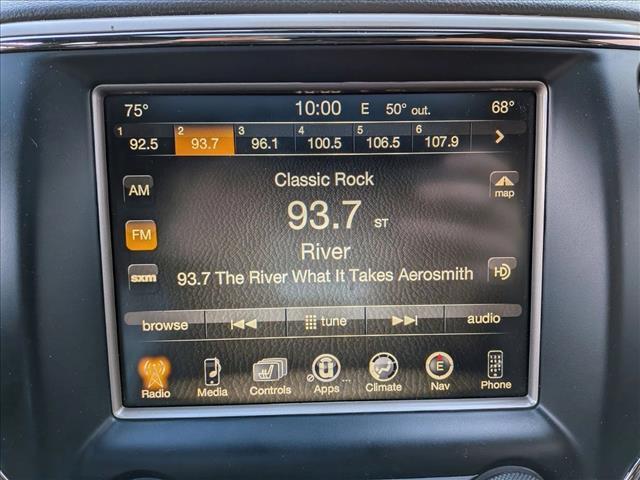 75° 10:00 E 50° out. 68°
1 2 3 4 5 6
92.5 93.7 96.1 100.5 106.5 107.9
Classic Rock
AM map
93.7 ST
FM River
sxm 93.7 The River What It Takes Aerosmith HD
browse tune audio
Radio Media Controls Apps... Climate E Nav Phone